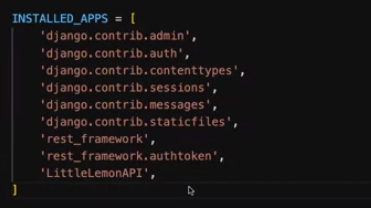 INSTALLED_APPS = [
    'django.contrib.admin',
    'django.contrib.auth',
    'django.contrib.contenttypes',
    'django.contrib.sessions',
    'django.contrib.messages',
    'django.contrib.staticfiles',
    'rest_framework',
    'rest_framework.authtoken',
    'LittleLemonAPI',
]